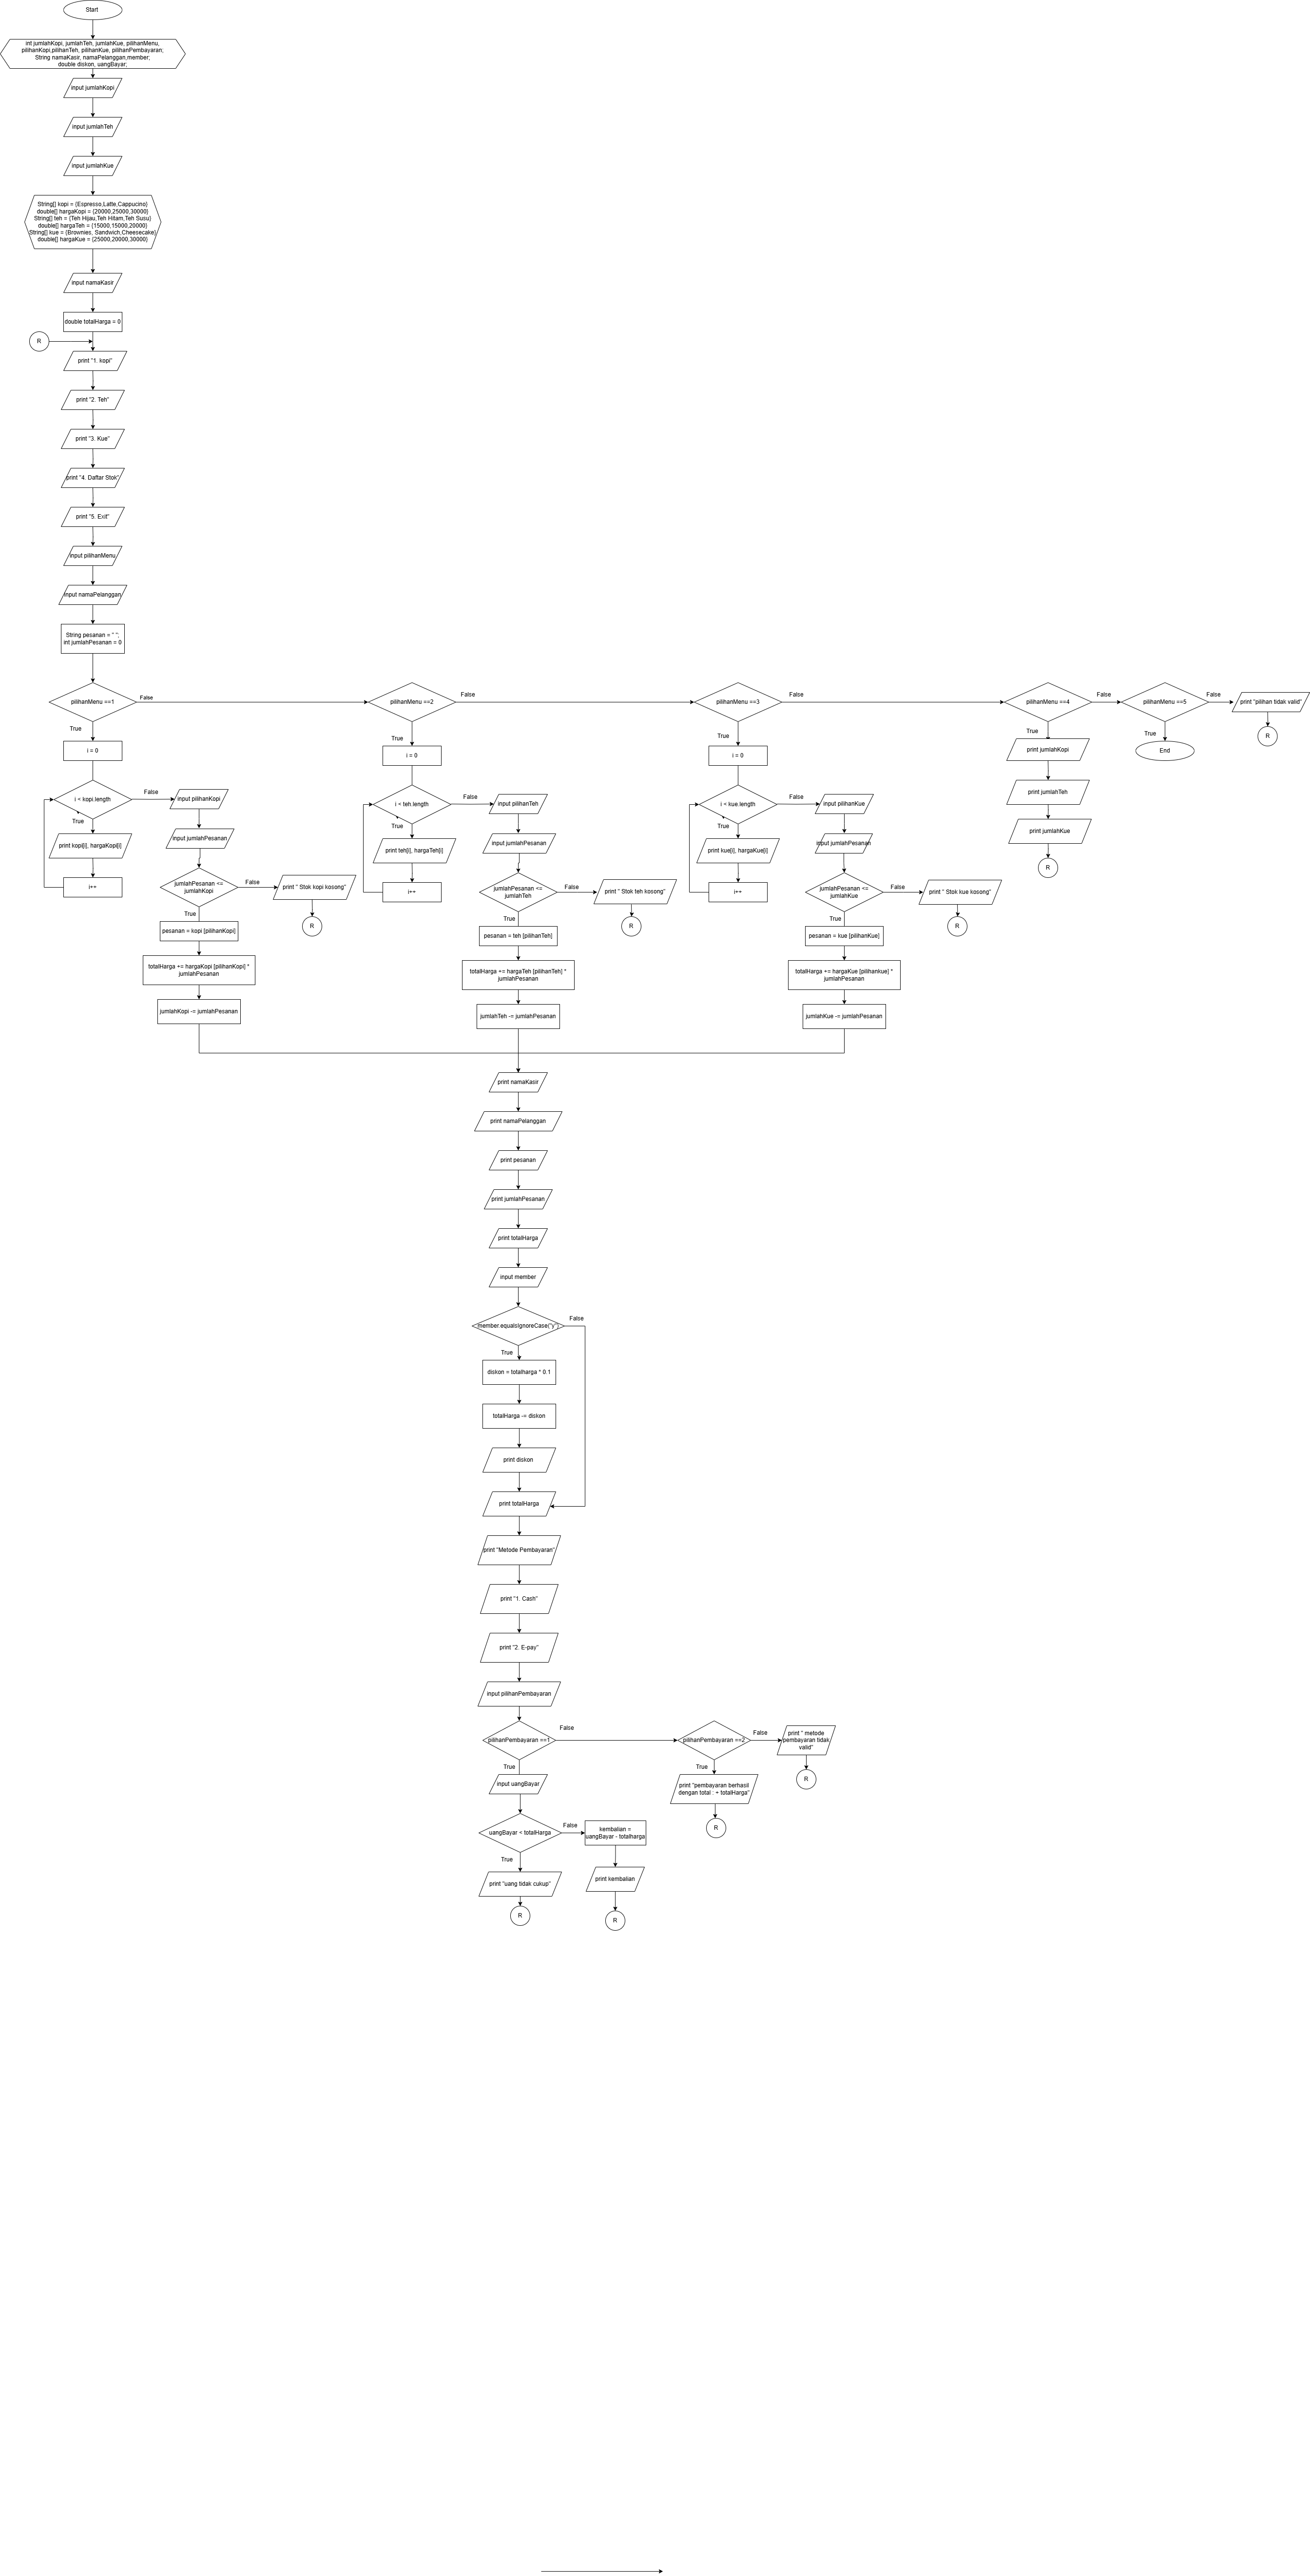 Start
int jumlahKopi, jumlahTeh, jumlahKue, pilihanMenu,
pilihanKopi,pilihanTeh, pilihanKue, pilihanPembayaran;
String namaKasir, namaPelanggan,member;
double diskon, uangBayar;
input jumlahKopi
input jumlahTeh
input jumlahKue
String[] kopi = {Espresso,Latte,Cappucino}
double[] hargaKopi = {20000,25000,30000}
String[] teh = {Teh Hijau,Teh Hitam,Teh Susu}
double[] hargaTeh = {15000,15000,20000}
String[] kue = {Brownies, Sandwich,Cheesecake}
double[] hargaKue = {25000,20000,30000}
input namaKasir
double totalHarga = 0
R
print "1. kopi"
print "2. Teh"
print "3. Kue"
print "4. Daftar Stok"
print "5. Exit"
input pilihanMenu
input namaPelanggan
String pesanan = " ";
int jumlahPesanan = 0
pilihanMenu ==1
False
True
i = 0
i < kopi.length
False
True
print kopi[i], hargaKopi[i]
i++
input pilihanKopi
input jumlahPesanan
jumlahPesanan <=
jumlahKopi
False
print " Stok kopi kosong"
R
True
pesanan = kopi [pilihanKopi]
totalHarga += hargaKopi [pilihanKopi] *
jumlahPesanan
jumlahKopi -= jumlahPesanan
pilihanMenu ==2
False
True
i = 0
i < teh.length
False
True
print teh[i], hargaTeh[i]
i++
input pilihanTeh
input jumlahPesanan
jumlahPesanan <=
jumlahTeh
False
print " Stok teh kosong"
R
True
pesanan = teh [pilihanTeh]
totalHarga += hargaTeh [pilihanTeh] *
jumlahPesanan
jumlahTeh -= jumlahPesanan
pilihanMenu ==3
False
True
i = 0
i < kue.length
False
True
print kue[i], hargaKue[i]
i++
input pilihanKue
input jumlahPesanan
jumlahPesanan <=
jumlahKue
False
print " Stok kue kosong"
R
True
pesanan = kue [pilihanKue]
totalHarga += hargaKue [pilihankue] *
jumlahPesanan
jumlahKue -= jumlahPesanan
pilihanMenu ==4
False
True
print jumlahKopi
print jumlahTeh
print jumlahKue
R
pilihanMenu ==5
False
True
End
print "pilihan tidak valid"
R
print namaKasir
print namaPelanggan
print pesanan
print jumlahPesanan
print totalHarga
input member
member.equalsIgnoreCase("y")
False
True
diskon = totalharga * 0.1
totalHarga -= diskon
print diskon
print totalHarga
print "Metode Pembayaran"
print "1. Cash"
print "2. E-pay"
input pilihanPembayaran
pilihanPembayaran ==1
False
True
input uangBayar
uangBayar < totalHarga
False
True
print "uang tidak cukup"
R
kembalian =
uangBayar - totalharga
print kembalian
R
pilihanPembayaran ==2
False
True
print "pembayaran berhasil
dengan total : + totalHarga"
R
print " metode
pembayaran tidak
valid"
R